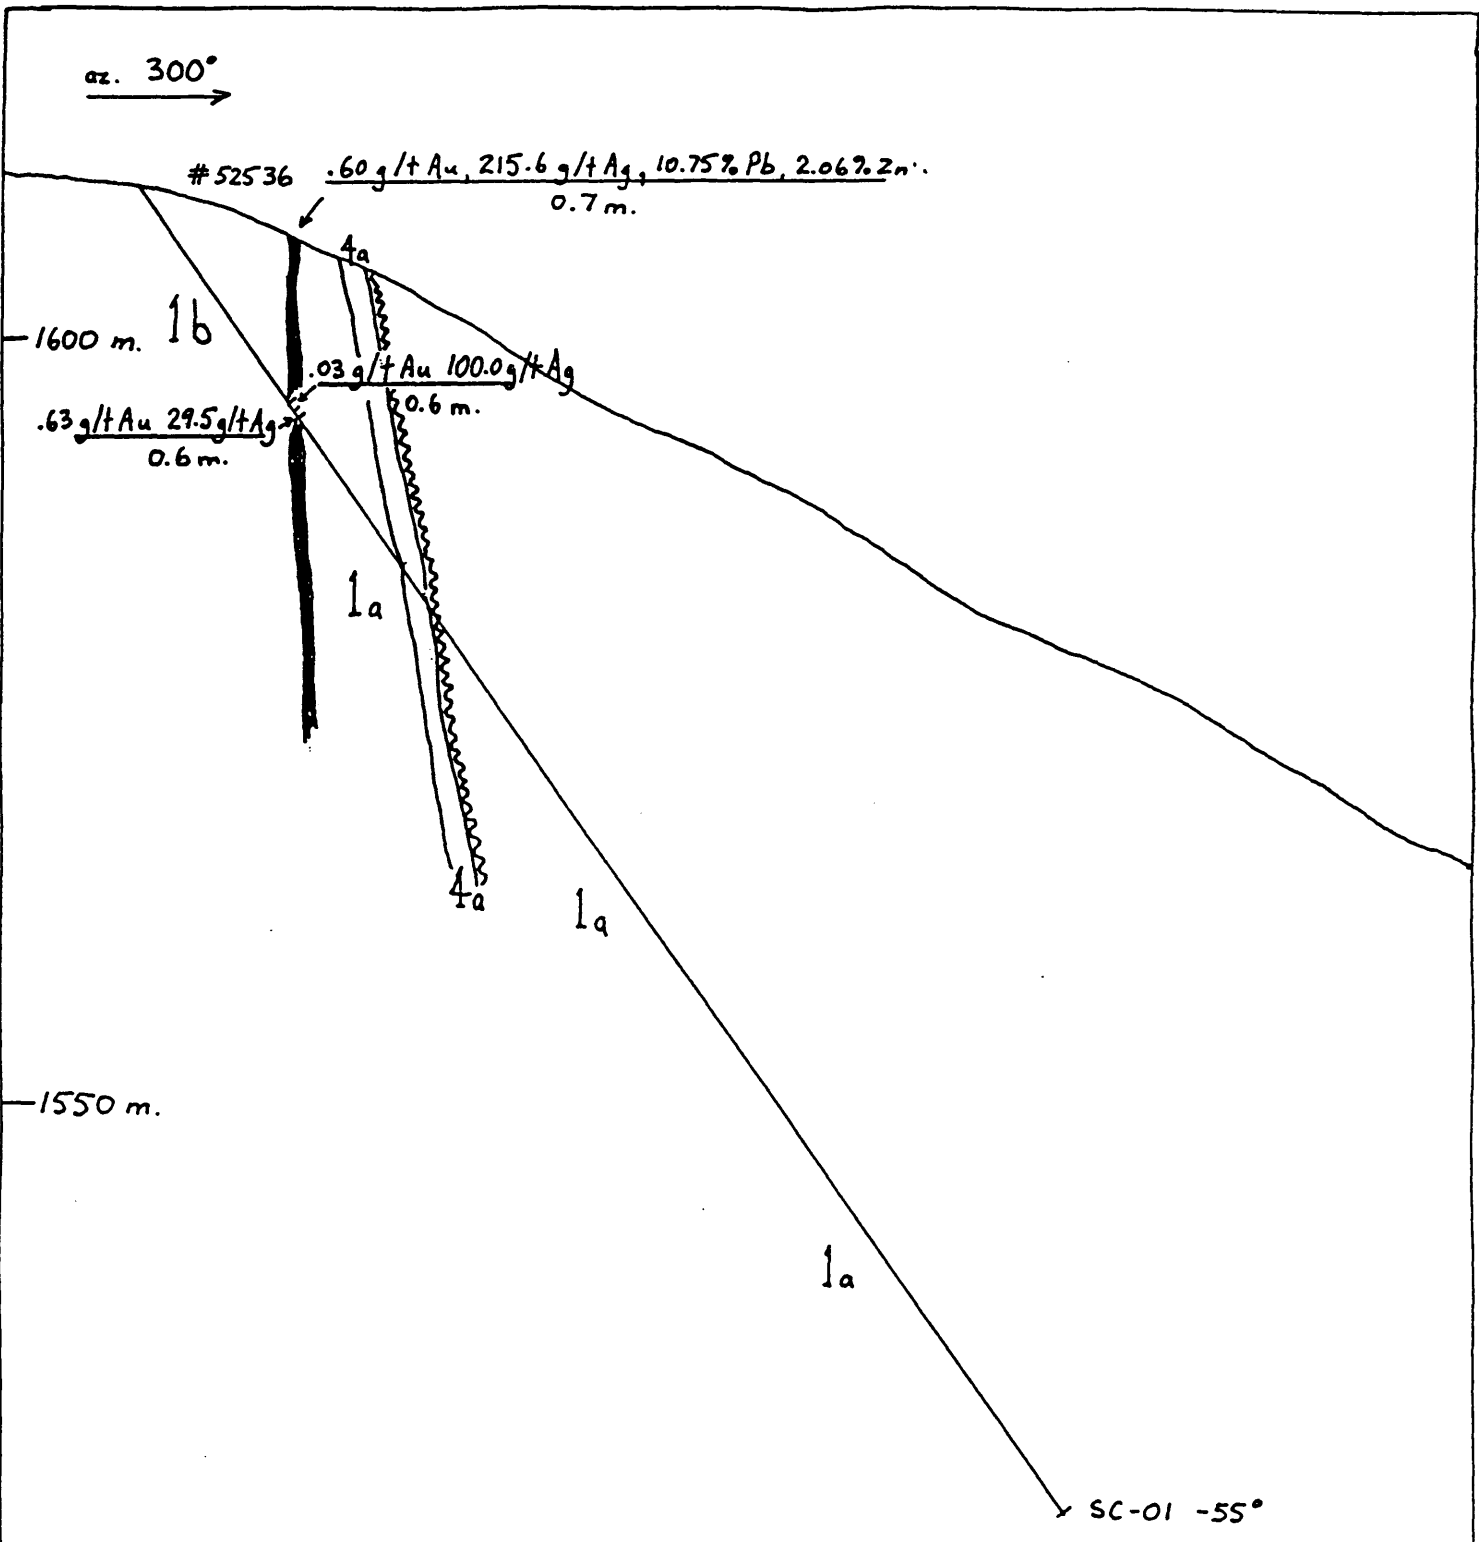 az. 300°
#52536 .60 g/t Au, 215.6 g/t Ag, 10.75% Pb, 2.06% Zn.
0.7 m.
4a
1b
1600 m.
.03 g/t Au 100.0 g/t Ag
0.6 m.
.63 g/t Au 29.5 g/t Ag
0.6 m.
1a
4a
1a
1550 m.
1a
SC-01 -55°